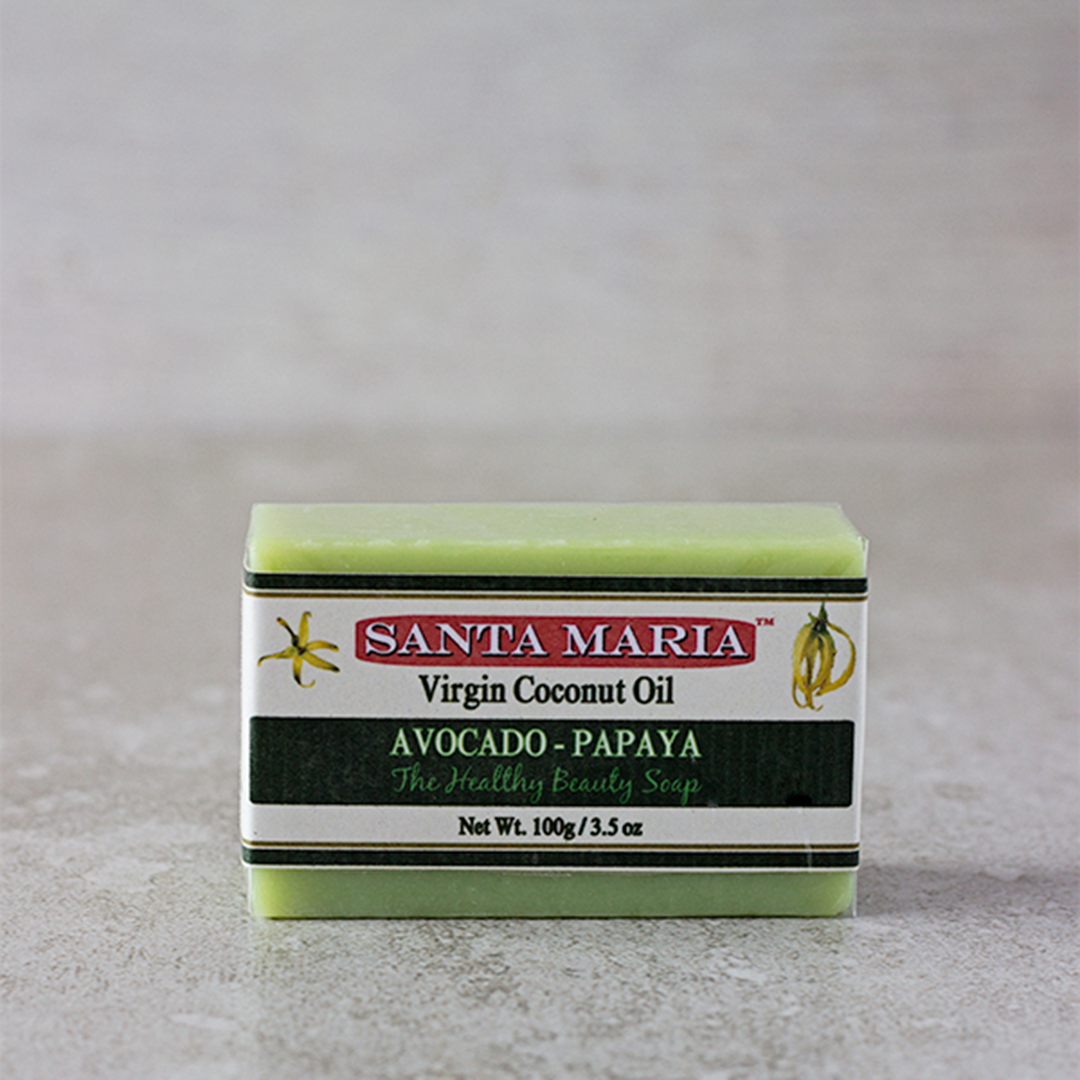 SANTA MARIA™
Virgin Coconut Oil
AVOCADO - PAPAYA
The Healthy Beauty Soap
Net Wt. 100g / 3.5 oz